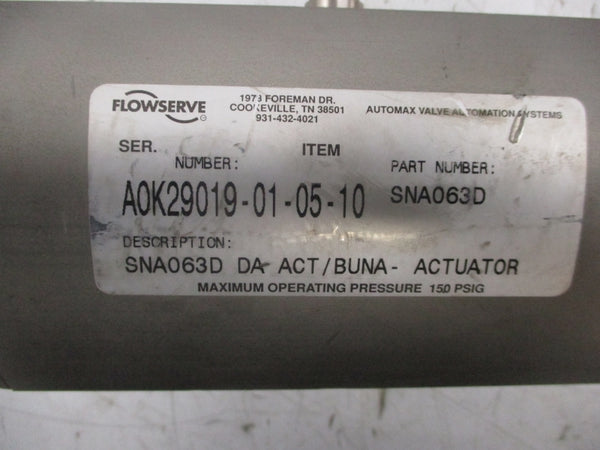 FLOWSERVE
1978 FOREMAN DR.
COOKEVILLE, TN 38501
931-432-4021
AUTOMAX VALVE AUTOMATION SYSTEMS
SER. ITEM
NUMBER: PART NUMBER:
AOK29019-01-05-10 SNA063D
DESCRIPTION:
SNA063D DA ACT/BUNA- ACTUATOR
MAXIMUM OPERATING PRESSURE 150 PSIG